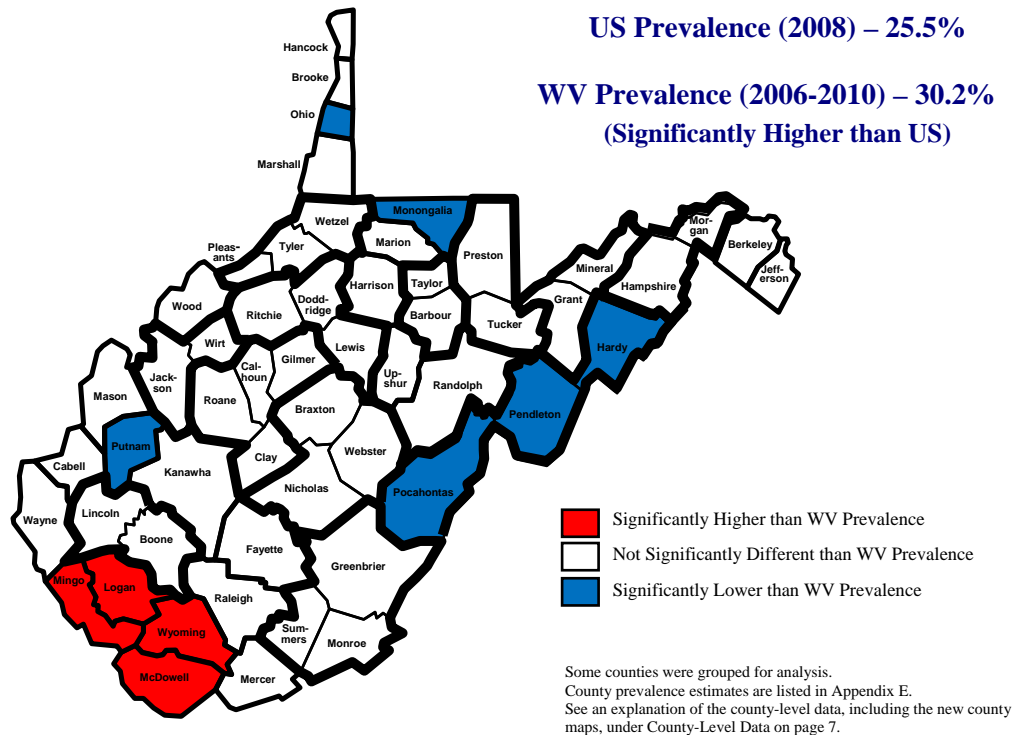 US Prevalence (2008) – 25.5%
WV Prevalence (2006-2010) – 30.2%
(Significantly Higher than US)
Hancock
Brooke
Ohio
Marshall
Wetzel
Monongalia
Marion
Preston
Mor-
gan
Berkeley
Jeff-
erson
Mineral
Hampshire
Grant
Hardy
Pleas-
ants
Tyler
Harrison
Taylor
Barbour
Tucker
Wood
Ritchie
Dodd-
ridge
Wirt
Cal-
houn
Gilmer
Lewis
Up-
shur
Randolph
Pendleton
Jack-
son
Roane
Mason
Braxton
Webster
Pocahontas
Putnam
Kanawha
Clay
Nicholas
Cabell
Wayne
Lincoln
Boone
Fayette
Greenbrier
Mingo
Logan
Raleigh
Wyoming
Sum-
mers
Monroe
McDowell
Mercer
Significantly Higher than WV Prevalence
Not Significantly Different than WV Prevalence
Significantly Lower than WV Prevalence
Some counties were grouped for analysis.
County prevalence estimates are listed in Appendix E.
See an explanation of the county-level data, including the new county
maps, under County-Level Data on page 7.